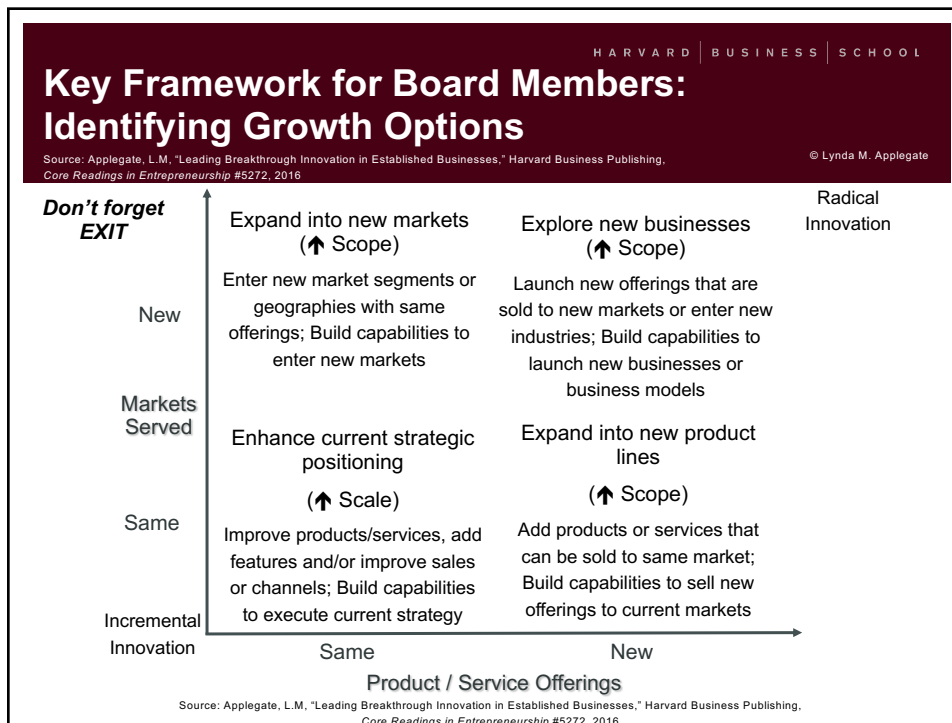 HARVARD | BUSINESS | SCHOOL
Key Framework for Board Members:
Identifying Growth Options
Source: Applegate, L.M, “Leading Breakthrough Innovation in Established Businesses,” Harvard Business Publishing,
Core Readings in Entrepreneurship #5272, 2016
© Lynda M. Applegate
Don’t forget
EXIT
Radical
Innovation
Expand into new markets
(↑ Scope)
Enter new market segments or
geographies with same
offerings; Build capabilities to
enter new markets
Explore new businesses
(↑ Scope)
Launch new offerings that are
sold to new markets or enter new
industries; Build capabilities to
launch new businesses or
business models
New
Markets
Served
Same
Enhance current strategic
positioning
(↑ Scale)
Improve products/services, add
features and/or improve sales
or channels; Build capabilities
to execute current strategy
Expand into new product
lines
(↑ Scope)
Add products or services that
can be sold to same market;
Build capabilities to sell new
offerings to current markets
Incremental
Innovation
Same
New
Product / Service Offerings
Source: Applegate, L.M, “Leading Breakthrough Innovation in Established Businesses,” Harvard Business Publishing,
Core Readings in Entrepreneurship #5272, 2016